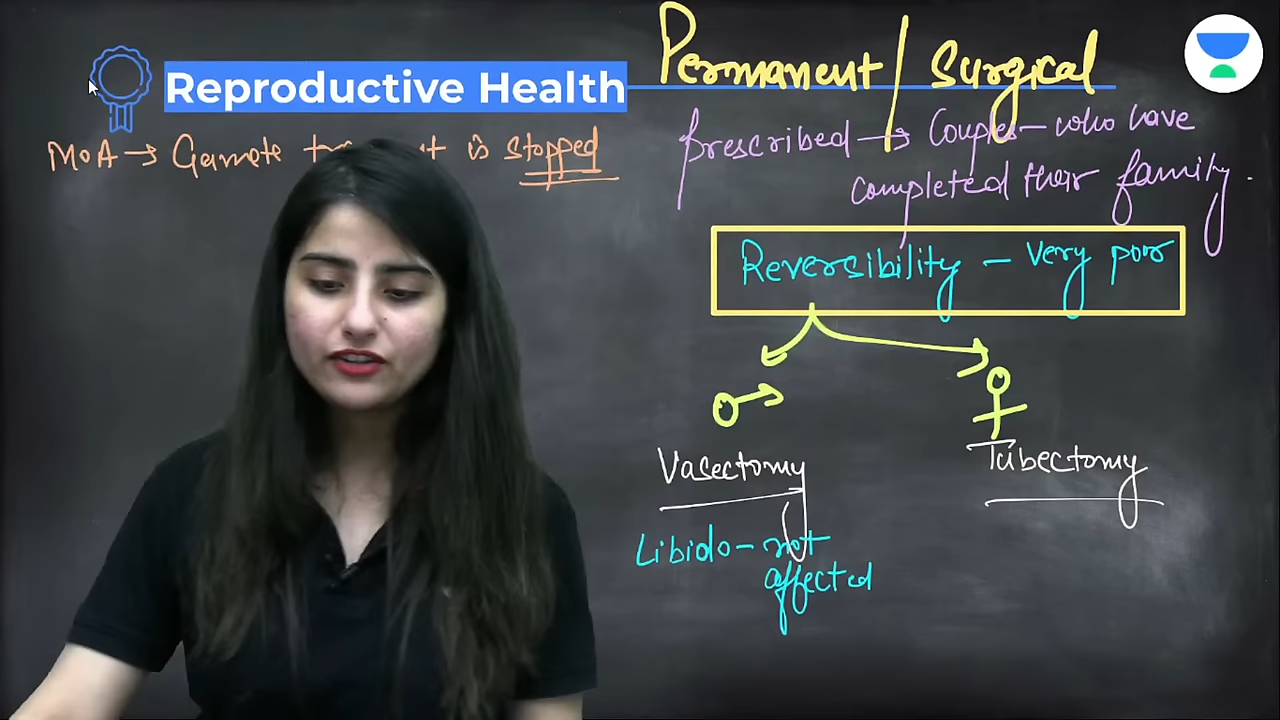 Permanent / Surgical
Reproductive Health
prescribed → Couples – who have
completed their family.
MoA → Gamete is stopped
Reversibility – Very poor
Vasectomy
Tubectomy
Libido – not
affected